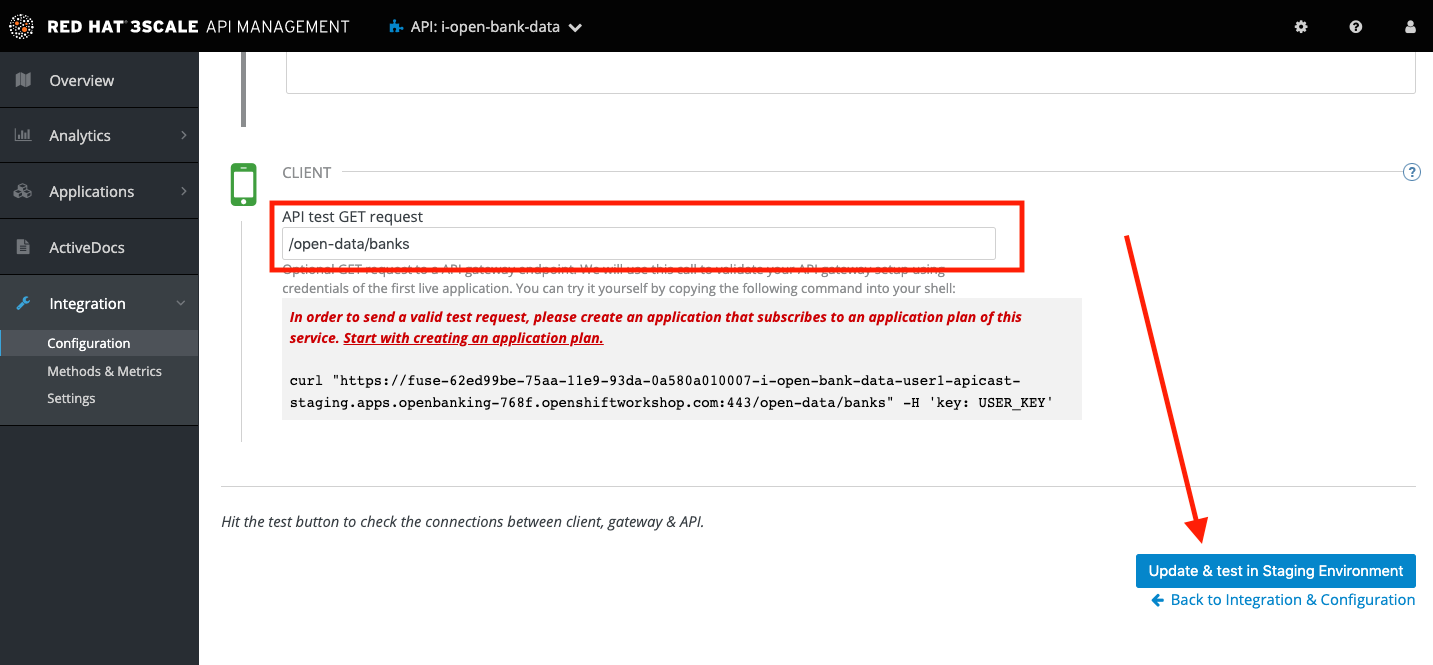 RED HAT 3SCALE API MANAGEMENT
API: i-open-bank-data
Overview
Analytics
Applications
ActiveDocs
Integration
Configuration
Methods & Metrics
Settings
CLIENT
?
API test GET request
/open-data/banks
Optional GET request to a API gateway endpoint. We will use this call to validate your API gateway setup using
credentials of the first live application. You can try it yourself by copying the following command into your shell:
In order to send a valid test request, please create an application that subscribes to an application plan of this
service. Start with creating an application plan.
curl "https://fuse-62ed99be-75aa-11e9-93da-0a580a010007-i-open-bank-data-user1-apicast-
staging.apps.openbanking-768f.openshiftworkshop.com:443/open-data/banks" -H 'key: USER_KEY'
Hit the test button to check the connections between client, gateway & API.
Update & test in Staging Environment
Back to Integration & Configuration